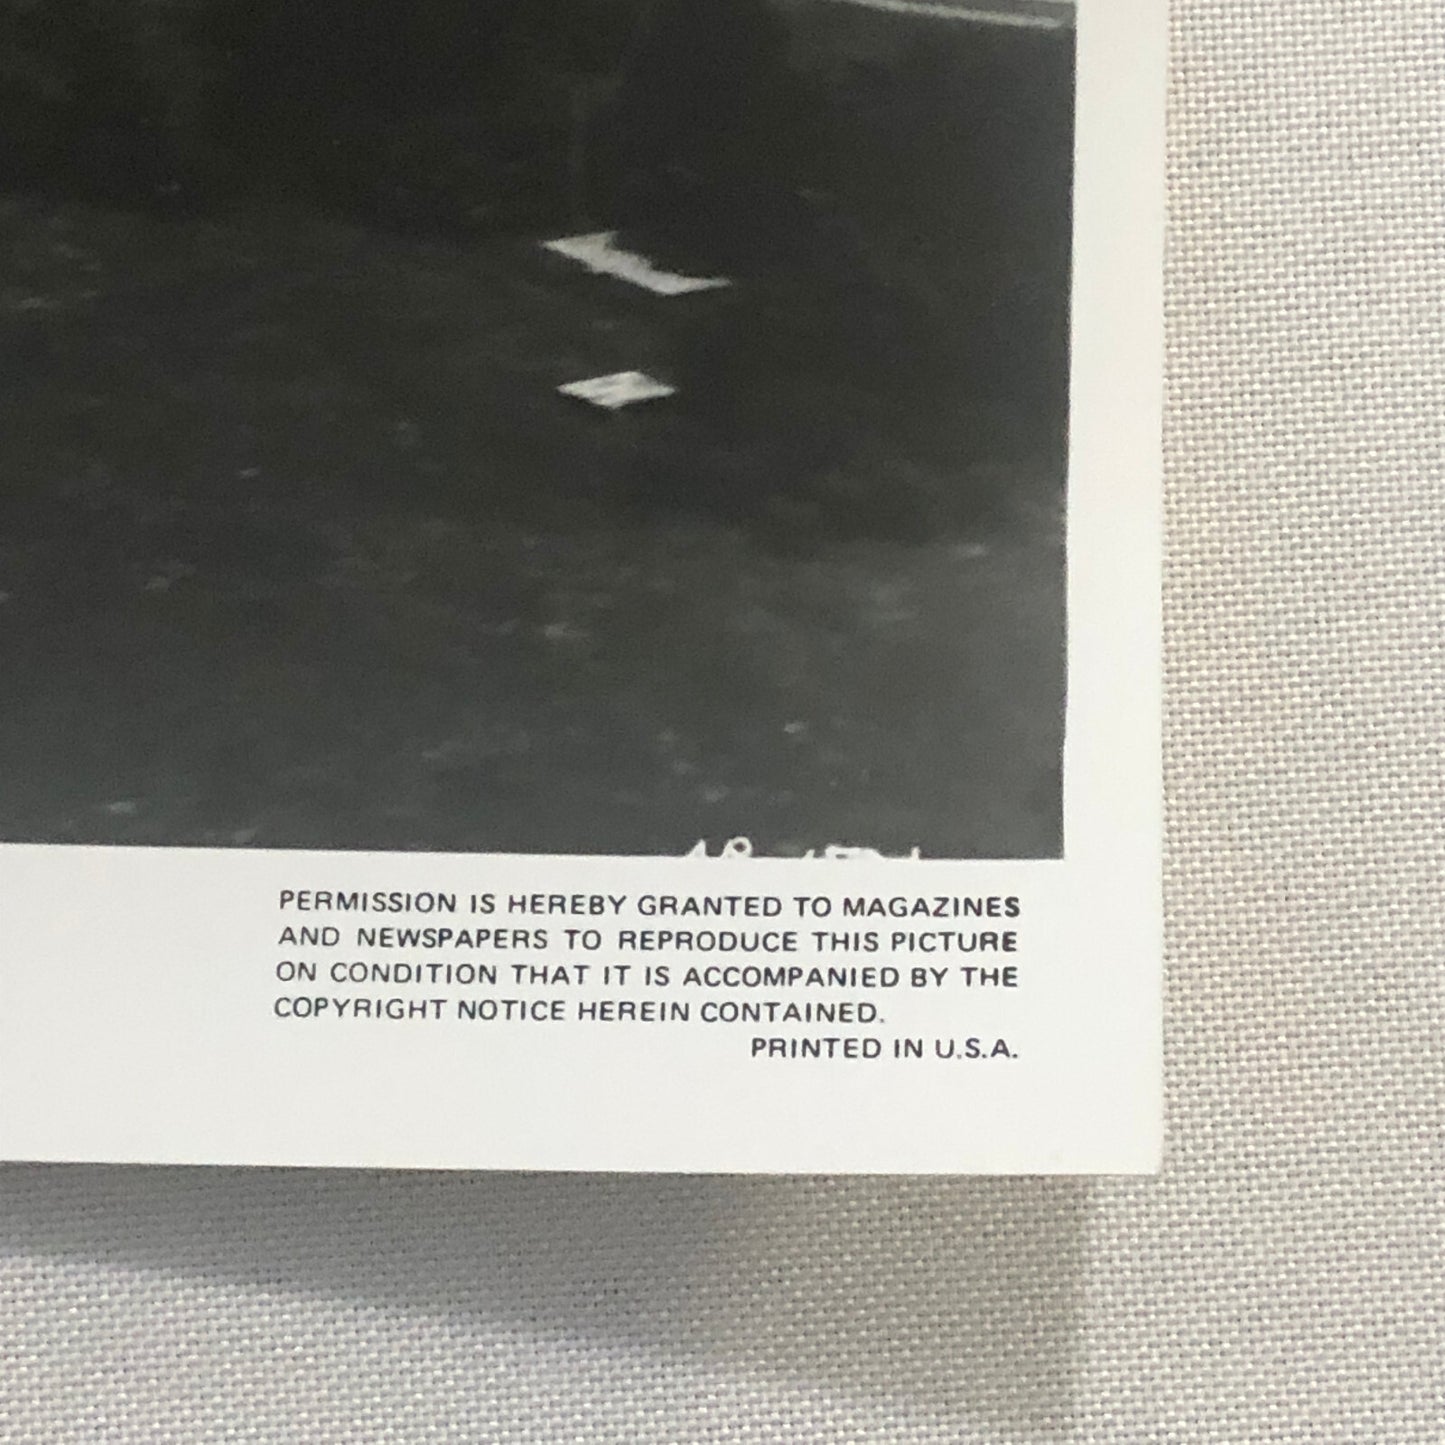 PERMISSION IS HEREBY GRANTED TO MAGAZINES
AND NEWSPAPERS TO REPRODUCE THIS PICTURE
ON CONDITION THAT IT IS ACCOMPANIED BY THE
COPYRIGHT NOTICE HEREIN CONTAINED.
PRINTED IN U.S.A.